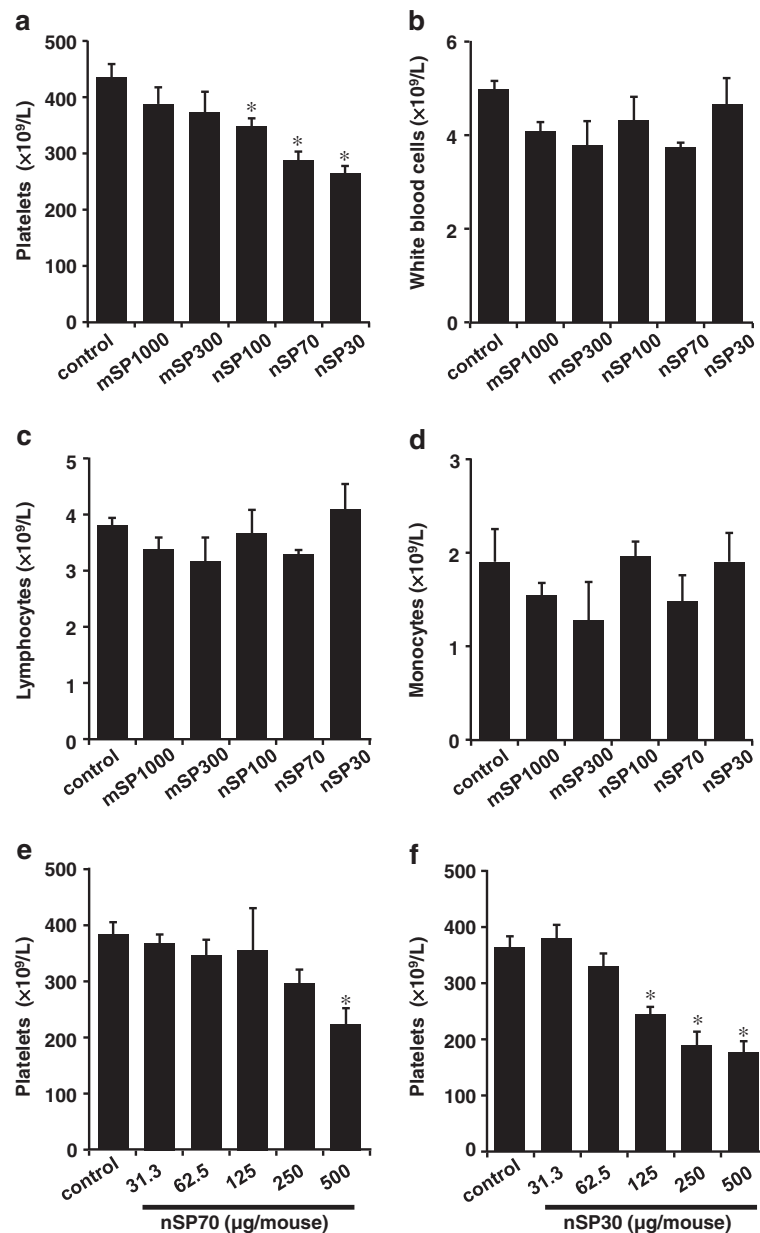 a
Platelets (×10⁹/L)
500
400
300
200
100
0
*
*
*
control
mSP1000
mSP300
nSP100
nSP70
nSP30
b
White blood cells (×10⁹/L)
6
4
2
0
control
mSP1000
mSP300
nSP100
nSP70
nSP30
c
Lymphocytes (×10⁹/L)
5
4
3
2
1
0
control
mSP1000
mSP300
nSP100
nSP70
nSP30
d
Monocytes (×10⁹/L)
3
2
1
0
control
mSP1000
mSP300
nSP100
nSP70
nSP30
e
Platelets (×10⁹/L)
500
400
300
200
100
0
*
control
31.3
62.5
125
250
500
nSP70 (µg/mouse)
f
Platelets (×10⁹/L)
500
400
300
200
100
0
*
*
*
control
31.3
62.5
125
250
500
nSP30 (µg/mouse)